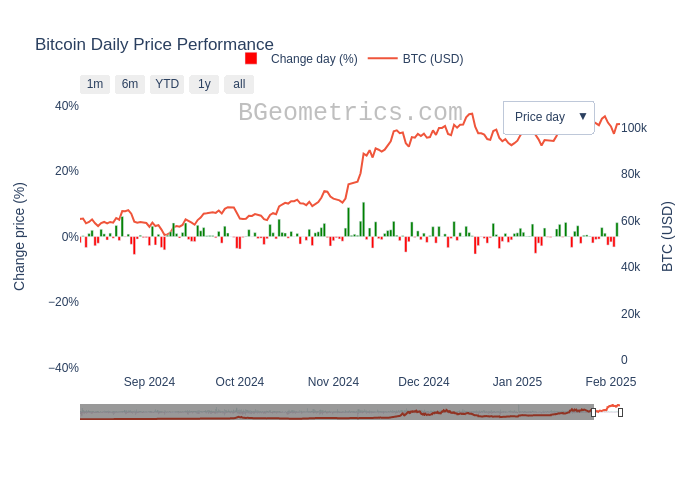 Bitcoin Daily Price Performance
Change day (%) BTC (USD)
1m 6m YTD 1y all
BGeometrics.com
Price day ▼
40%
20%
0%
−20%
−40%
Change price (%)
100k
80k
60k
40k
20k
0
BTC (USD)
Sep 2024 Oct 2024 Nov 2024 Dec 2024 Jan 2025 Feb 2025